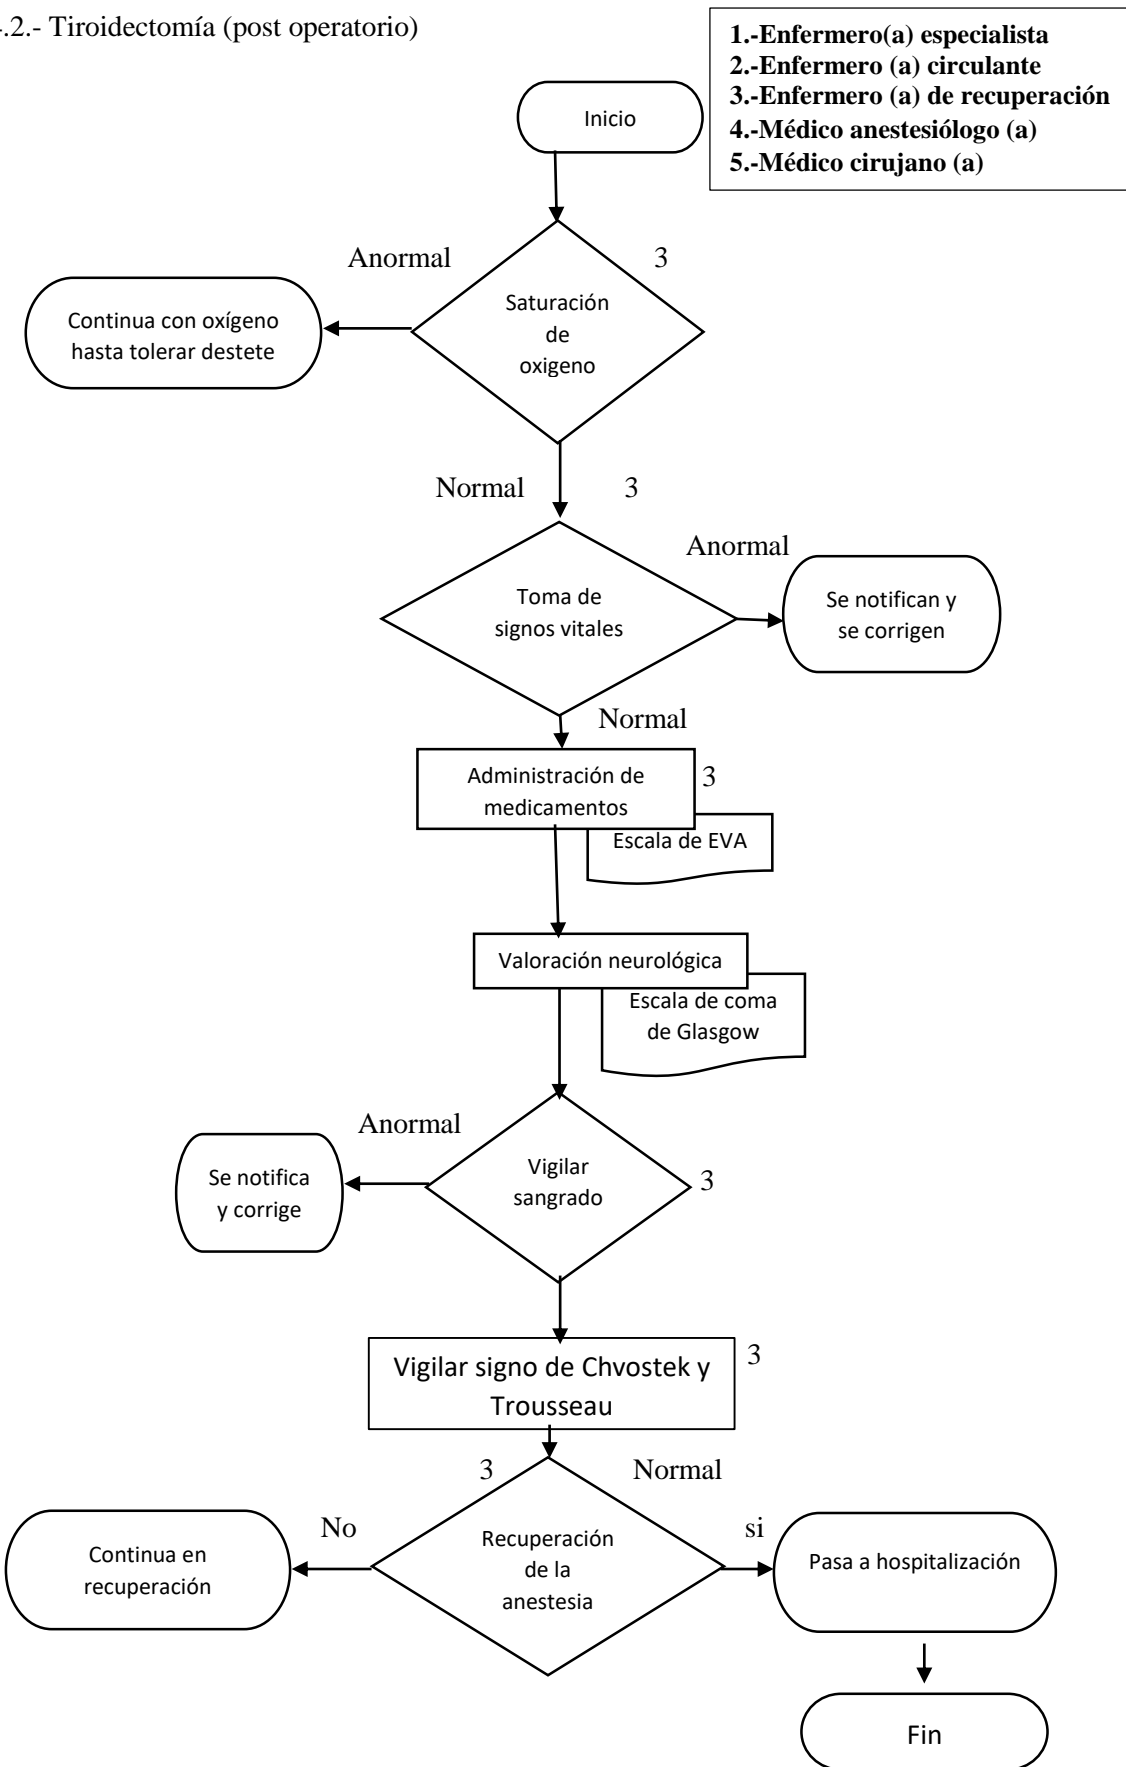 .2.- Tiroidectomía (post operatorio)
1.-Enfermero(a) especialista
2.-Enfermero (a) circulante
3.-Enfermero (a) de recuperación
4.-Médico anestesiólogo (a)
5.-Médico cirujano (a)
Inicio
Anormal
3
Saturación
de
oxigeno
Continua con oxígeno
hasta tolerar destete
Normal
3
Anormal
Toma de
signos vitales
Se notifican y
se corrigen
Normal
Administración de
medicamentos
3
Escala de EVA
Valoración neurológica
Escala de coma
de Glasgow
Anormal
Vigilar
sangrado
3
Se notifica
y corrige
Vigilar signo de Chvostek y
Trousseau
3
3
Normal
No
si
Recuperación
de la
anestesia
Continua en
recuperación
Pasa a hospitalización
Fin